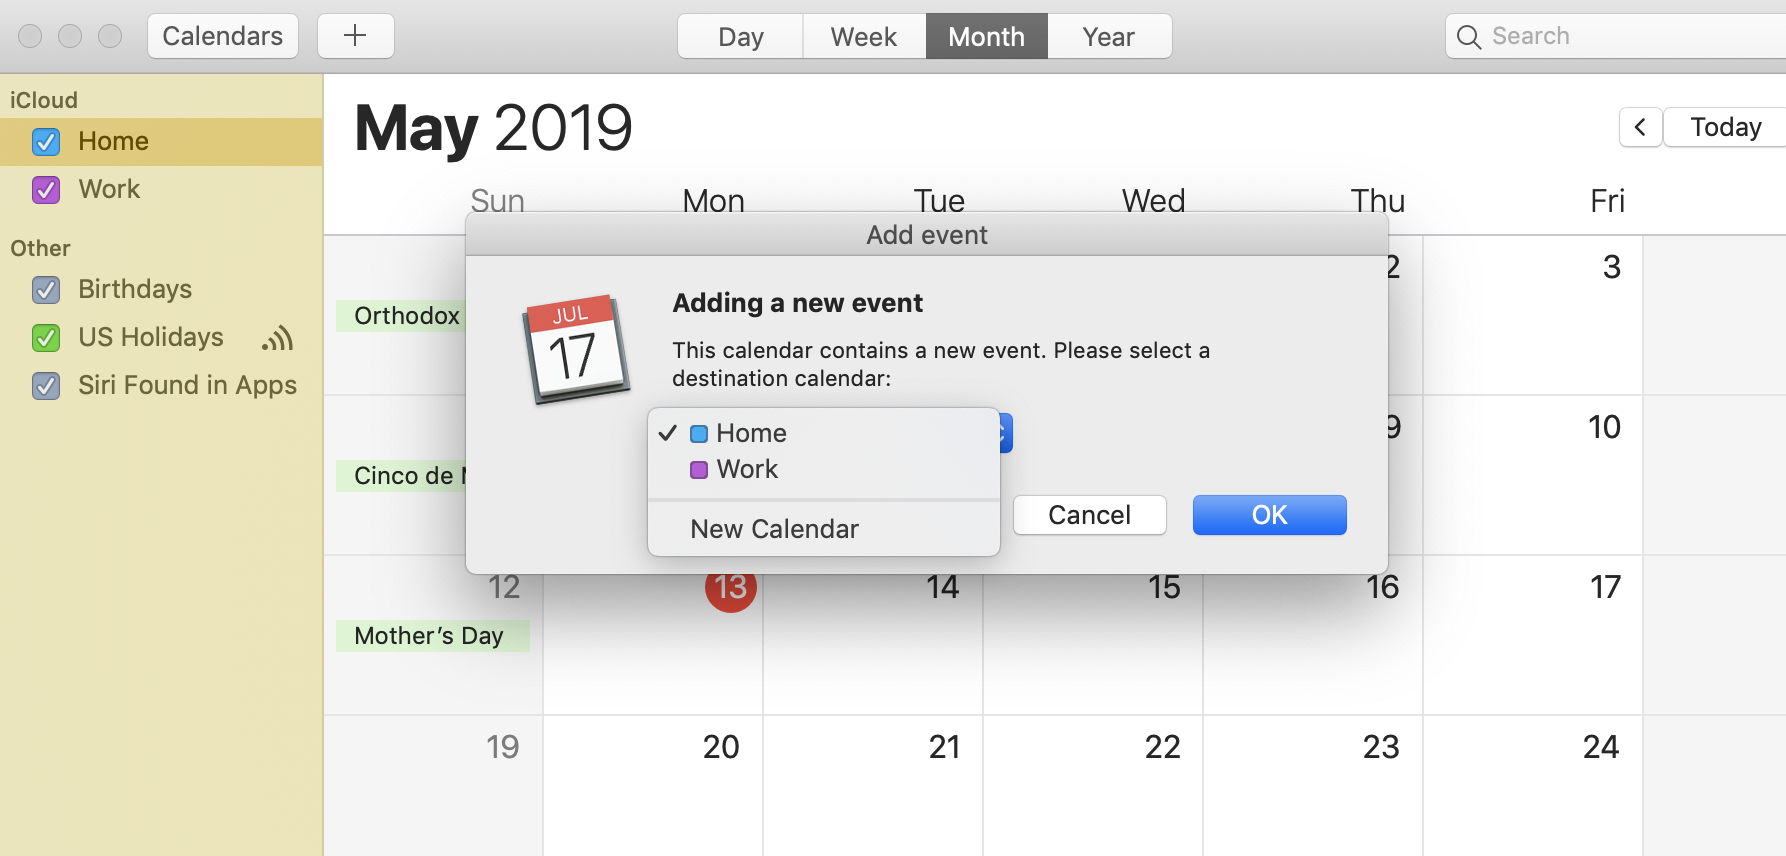 Calendars
+
Day Week Month Year
Search
iCloud
Home
Work
Other
Birthdays
US Holidays
Siri Found in Apps
May 2019
Today
Sun Mon Tue Wed Thu Fri
Add event
JUL
17
Adding a new event
This calendar contains a new event. Please select a
destination calendar:
Home
Work
New Calendar
Cancel OK
2 3
Orthodox
9 10
Cinco de
12 13 14 15 16 17
Mother’s Day
19 20 21 22 23 24